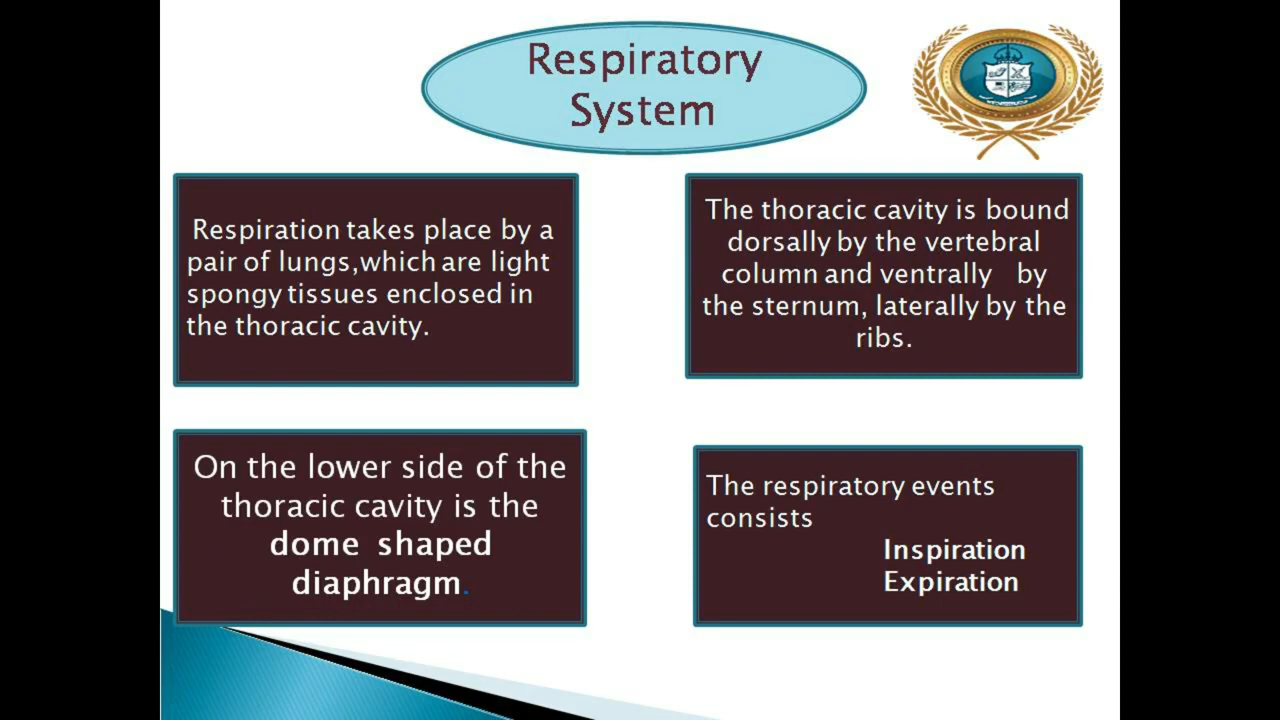 Respiratory
System
Respiration takes place by a
pair of lungs,which are light
spongy tissues enclosed in
the thoracic cavity.
The thoracic cavity is bound
dorsally by the vertebral
column and ventrally by
the sternum, laterally by the
ribs.
On the lower side of the
thoracic cavity is the
dome shaped
diaphragm.
The respiratory events
consists
Inspiration
Expiration